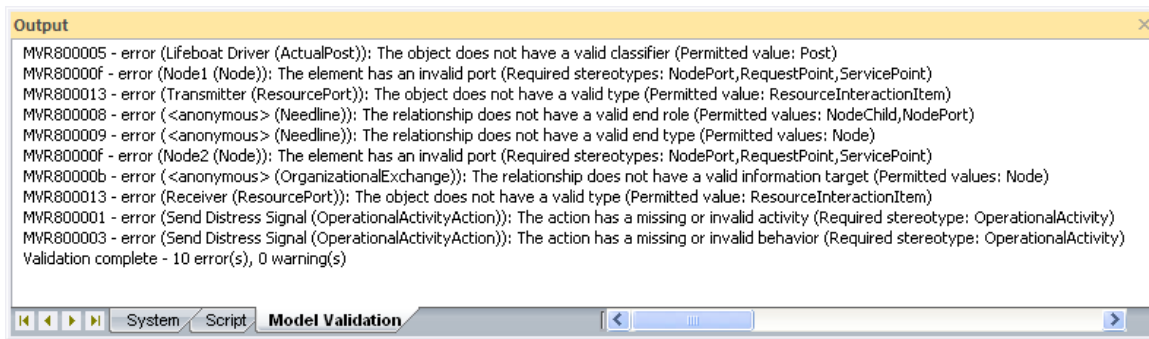 Output
MVR800005 - error (Lifeboat Driver (ActualPost)): The object does not have a valid classifier (Permitted value: Post)
MVR80000f - error (Node1 (Node)): The element has an invalid port (Required stereotypes: NodePort,RequestPoint,ServicePoint)
MVR800013 - error (Transmitter (ResourcePort)): The object does not have a valid type (Permitted value: ResourceInteractionItem)
MVR800008 - error (<anonymous> (Needline)): The relationship does not have a valid end role (Permitted values: NodeChild,NodePort)
MVR800009 - error (<anonymous> (Needline)): The relationship does not have a valid end type (Permitted values: Node)
MVR80000f - error (Node2 (Node)): The element has an invalid port (Required stereotypes: NodePort,RequestPoint,ServicePoint)
MVR80000b - error (<anonymous> (OrganizationalExchange)): The relationship does not have a valid information target (Permitted values: Node)
MVR800013 - error (Receiver (ResourcePort)): The object does not have a valid type (Permitted value: ResourceInteractionItem)
MVR800001 - error (Send Distress Signal (OperationalActivityAction)): The action has a missing or invalid activity (Required stereotype: OperationalActivity)
MVR800003 - error (Send Distress Signal (OperationalActivityAction)): The action has a missing or invalid behavior (Required stereotype: OperationalActivity)
Validation complete - 10 error(s), 0 warning(s)
System Script Model Validation